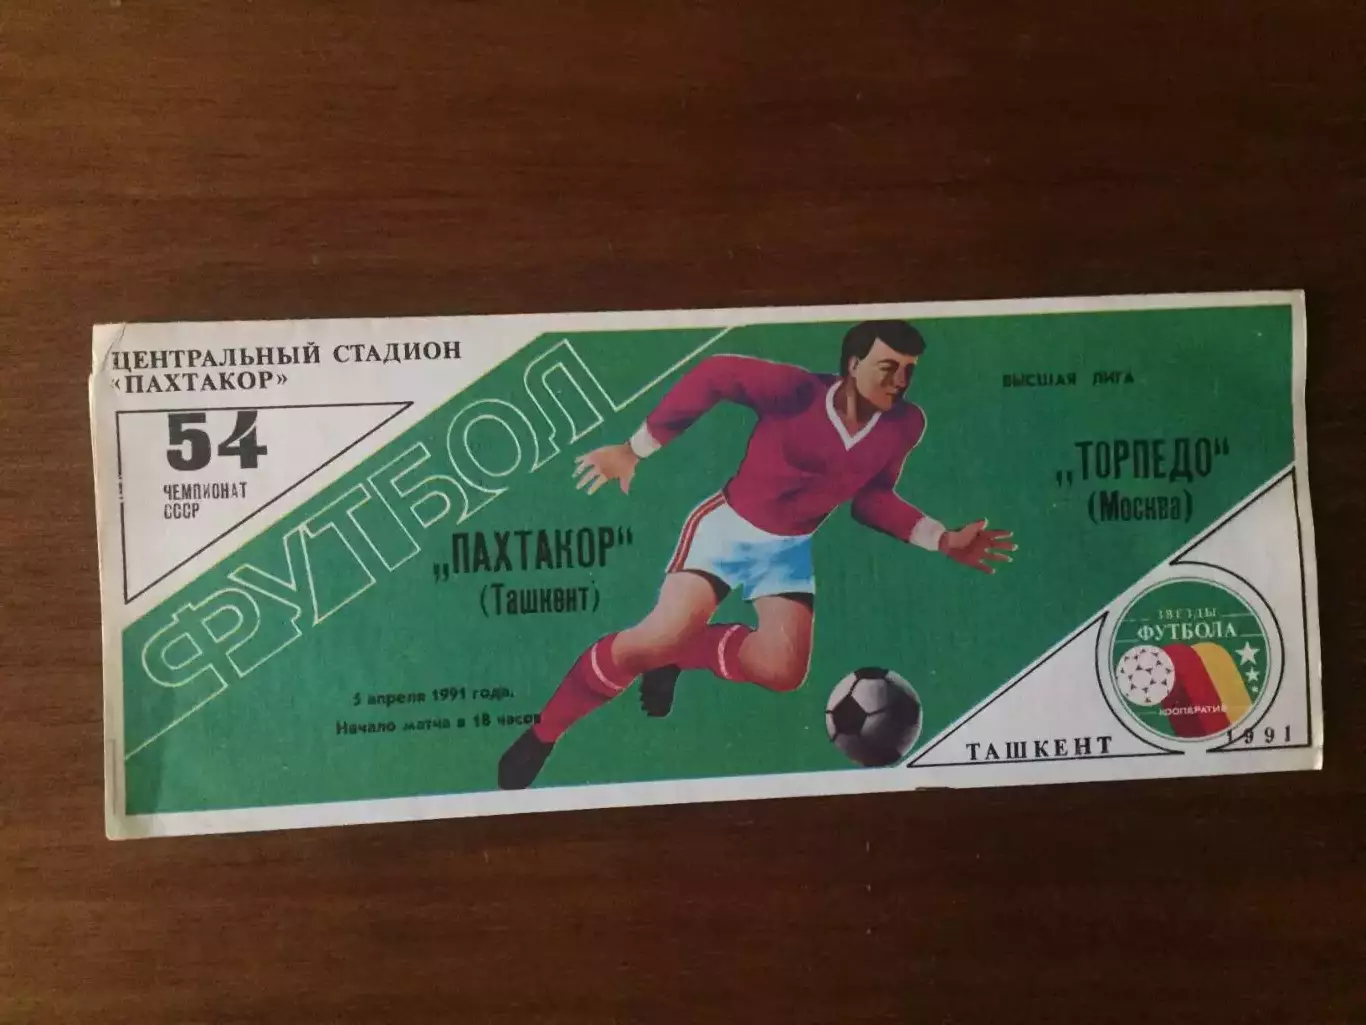 ЦЕНТРАЛЬНЫЙ СТАДИОН
«ПАХТАКОР»
54
ЧЕМПИОНАТ
СССР
ФУТБОЛ
„ПАХТАКОР“
(Ташкент)
5 апреля 1991 года.
Начало матча в 18 часов
ВЫСШАЯ ЛИГА
„ТОРПЕДО“
(Москва)
ЗВЕЗДЫ
ФУТБОЛА
КООПЕРАТИВ
ТАШКЕНТ
1991